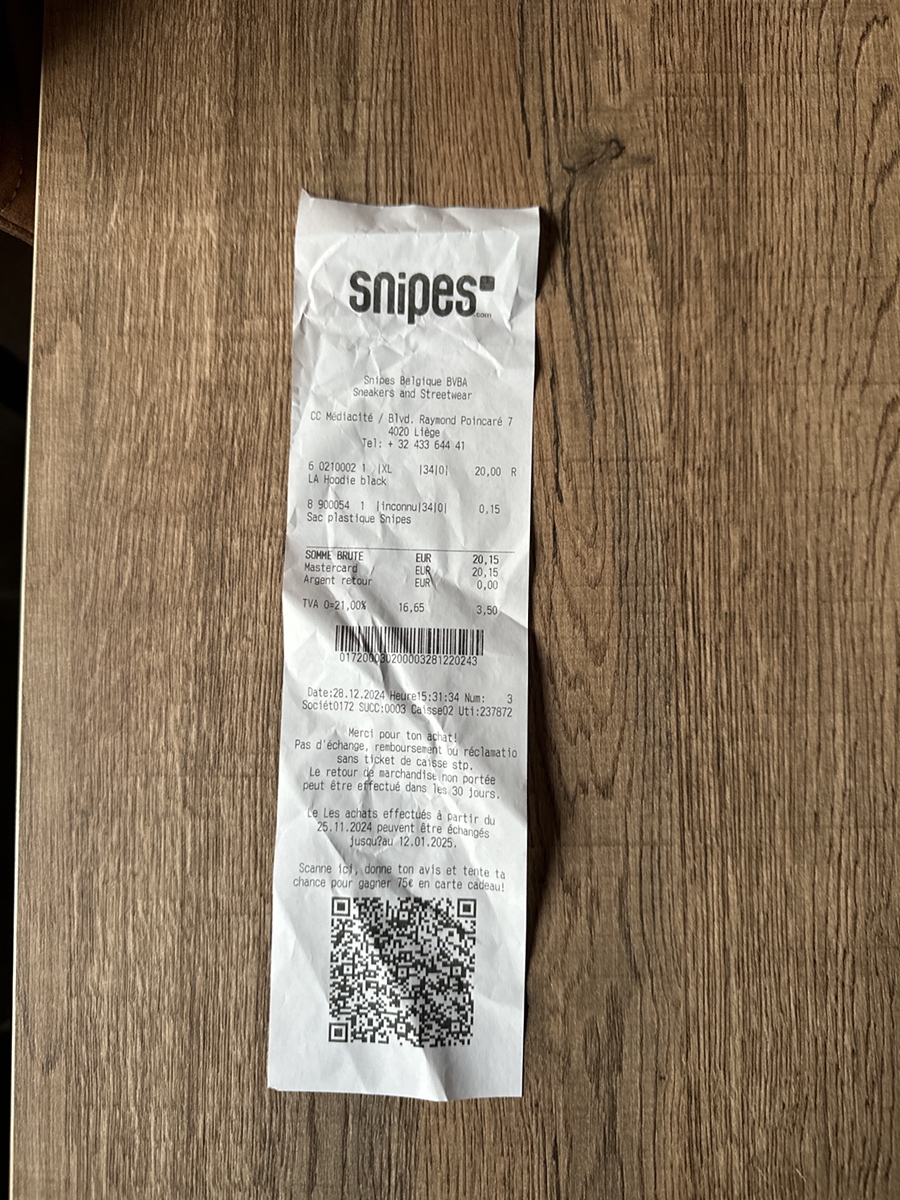 snipes
.com
Snipes Belgique BVBA
Sneakers and Streetwear
CC Médiacité / Blvd. Raymond Poincaré 7
4020 Liège
Tel: + 32 433 644 41
6 0210002 1 |XL |34|0| 20,00 R
LA Hoodie black
8 900054 1 |inconnu|34|0| 0,15
Sac plastique Snipes
SOMME BRUTE EUR 20,15
Mastercard EUR 20,15
Argent retour EUR 0,00
TVA 0=21,00% 16,65 3,50
017200030200003281220243
Date:28.12.2024 Heure15:31:34 Num: 3
Sociét0172 SUCC:0003 Caisse02 Uti:237872
Merci pour ton achat!
Pas d'échange, remboursement ou réclamatio
sans ticket de caisse stp.
Le retour de marchandise non portée
peut être effectué dans les 30 jours.
Le Les achats effectués à partir du
25.11.2024 peuvent être échangés
jusqu?au 12.01.2025.
Scanne ici, donne ton avis et tente ta
chance pour gagner 75€ en carte cadeau!